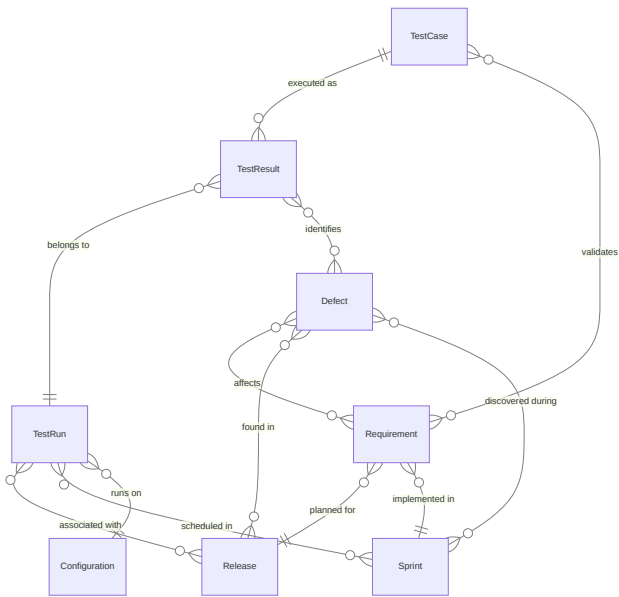 TestCase
executed as
TestResult
identifies
belongs to
validates
Defect
affects
discovered during
found in
TestRun
Requirement
runs on
implemented in
planned for
associated with
scheduled in
Configuration
Release
Sprint